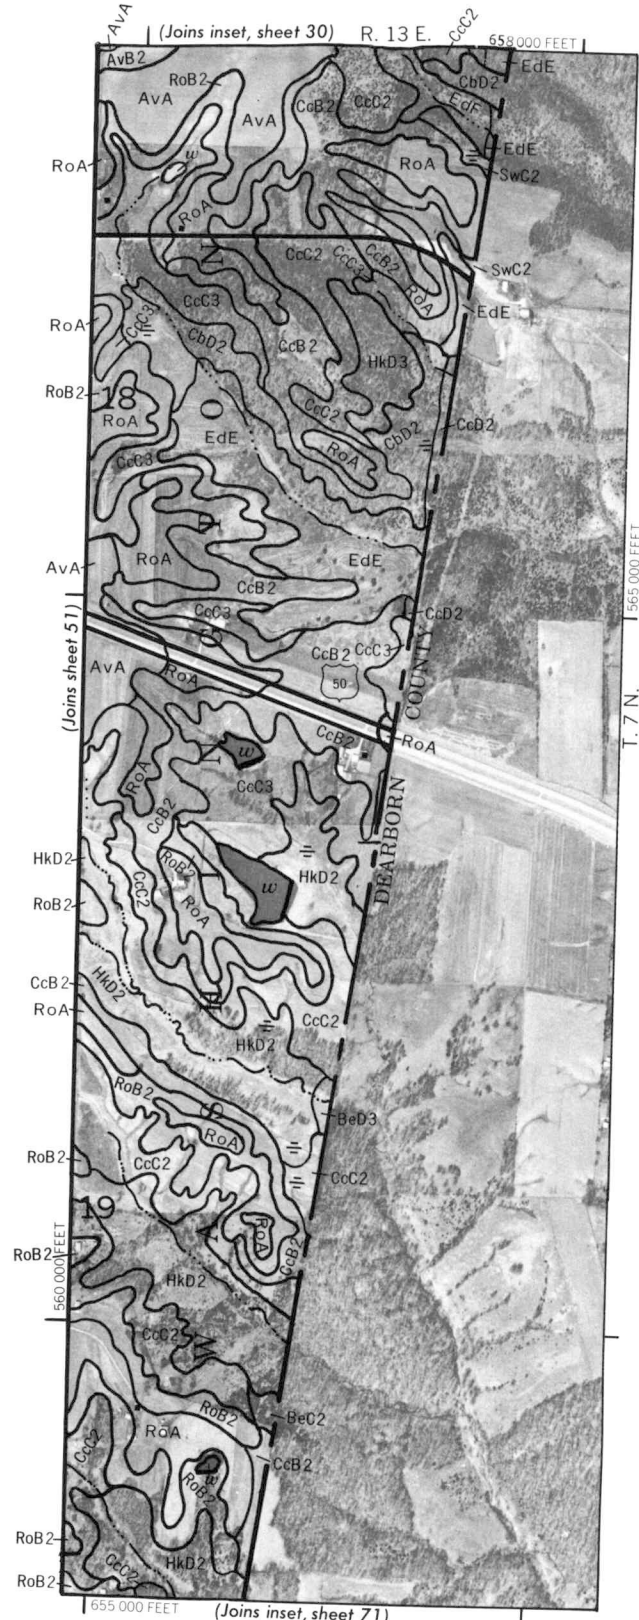 (Joins inset, sheet 30) R. 13 E. CcC2 658 000 FEET
AvA
AvB2
RoB2
AvA
AvA
CcB2
CcC2
CbD2
EdE
EdE
w
RoA
RoA
EdE
SwC2
RoA
N
CcC2
CcB2
CcC3
RoA
SwC2
EdE
CcC3
CcC3
RoA
CbD2
CcB2
HkD3
RoB2
18
O
CcC2
RoA
EdE
RoA
CbD2
CcD2
CcC3
P
RoA
EdE
AvA
CcB2
565 000 FEET
CcC3
CcD2
S
CcB2
CcC3
(Joins sheet 51)
AvA
RoA
50
COUNTY
T. 7 N.
CcB2
RoA
N
w
RoA
CcC3
CcB2
DEARBORN
HkD2
RoB2
I
HkD2
w
RoB2
CcC2
RoA
CcB2
HkD2
RoA
H
CcC2
HkD2
RoB2
S
BeD3
RoA
RoB2
CcC2
CcC2
19
A
RoA
RoB2
CcB2
HkD2
560 000 FEET
CcC2
M
RoB2
BeC2
RoA
CcC2
CcB2
w
RoB2
RoB2
CcC2
HkD2
RoB2
655 000 FEET
(Joins inset, sheet 71)